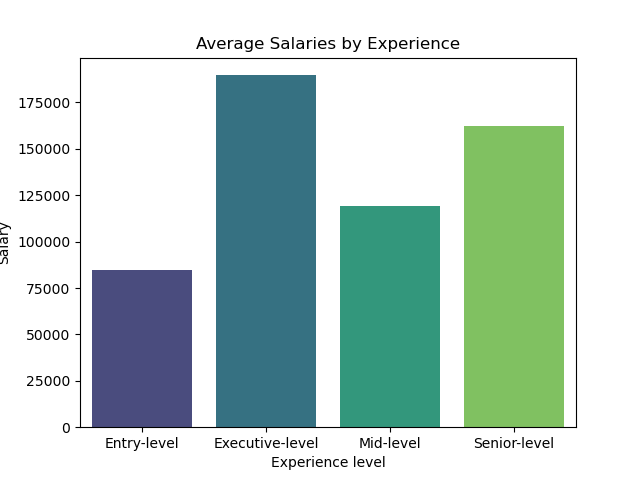 Average Salaries by Experience
175000
150000
125000
100000
75000
50000
25000
0
Salary
Entry-level Executive-level Mid-level Senior-level
Experience level